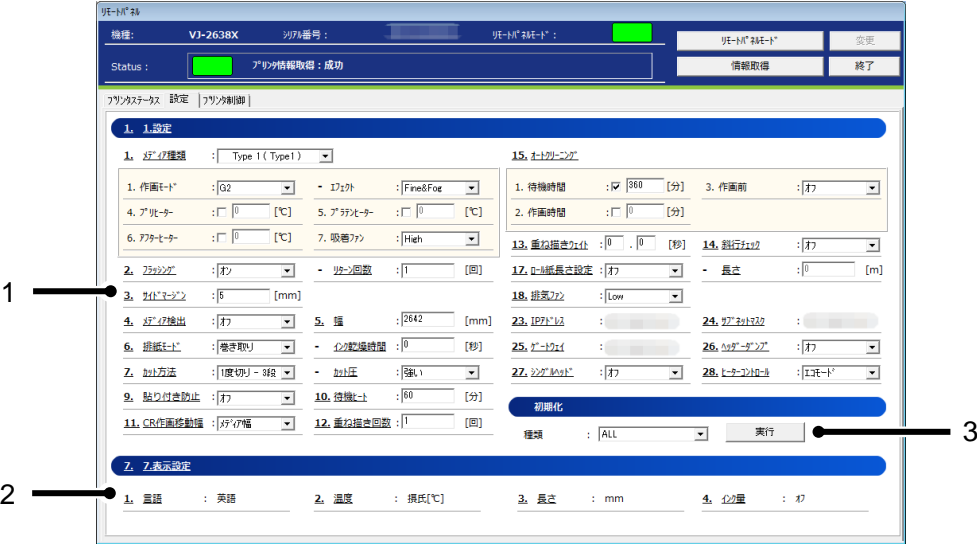 ﾘﾓｰﾄﾊﾟﾈﾙ
機種: VJ-2638X ｼﾘｱﾙ番号 : ﾘﾓｰﾄﾊﾟﾈﾙﾓｰﾄﾞ : ﾘﾓｰﾄﾊﾟﾈﾙﾓｰﾄﾞ 変更
Status : ﾌﾟﾘﾝﾀ情報取得 : 成功 情報取得 終了
ﾌﾟﾘﾝﾀｽﾃｰﾀｽ 設定 ﾌﾟﾘﾝﾀ制御
1. 1.設定
1. ﾒﾃﾞｨｱ種類 : Type 1 ( Type1 ) 15. ｵｰﾄｸﾘｰﾆﾝｸﾞ
1. 作画ﾓｰﾄﾞ : G2 - ｴﾌｪｸﾄ : Fine&Fog 1. 待機時間 : 360 [分] 3. 作画前 : ｵﾌ
4. ﾌﾟﾘﾋｰﾀｰ : 0 [℃] 5. ﾌﾟﾗﾃﾝﾋｰﾀｰ : 0 [℃] 2. 作画時間 : 0 [分]
6. ｱﾌﾀｰﾋｰﾀｰ : 0 [℃] 7. 吸着ﾌｧﾝ : High 13. 重ね描きｳｪｲﾄ : 0 . 0 [秒] 14. 斜行ﾁｪｯｸ : ｵﾌ
1 2. ﾌﾗｯｼﾝｸﾞ : ｵﾝ - ﾘﾀｰﾝ回数 : 1 [回] 17. ﾛｰﾙ紙長さ設定 : ｵﾌ - 長さ : 0 [m]
3. ｻｲﾄﾞﾏｰｼﾞﾝ : 5 [mm] 18. 排気ﾌｧﾝ : Low
4. ﾒﾃﾞｨｱ検出 : ｵﾌ 5. 幅 : 2642 [mm] 23. IPｱﾄﾞﾚｽ : 24. ｻﾌﾞﾈｯﾄﾏｽｸ :
6. 排紙ﾓｰﾄﾞ : 巻き取り - ｲﾝｸ乾燥時間 : 0 [秒] 25. ｹﾞｰﾄｳｪｲ : 26. ﾍｯﾀﾞｰﾀﾞﾝﾌﾟ : ｵﾌ
7. ｶｯﾄ方法 : 1度切り - 3段 - ｶｯﾄ圧 : 強い 27. ｼﾝｸﾞﾙﾍｯﾄﾞ : ｵﾌ 28. ﾋｰﾀｰｺﾝﾄﾛｰﾙ : ｴｺﾓｰﾄﾞ
9. 貼り付き防止 : ｵﾌ 10. 待機ﾋｰﾄ : 60 [分] 初期化
11. CR作画移動幅 : ﾒﾃﾞｨｱ幅 12. 重ね描き回数 : 1 [回] 種類 : ALL 実行 3
7. 7.表示設定
2 1. 言語 : 英語 2. 温度 : 摂氏[℃] 3. 長さ : mm 4. ｲﾝｸ量 : ｵﾌ